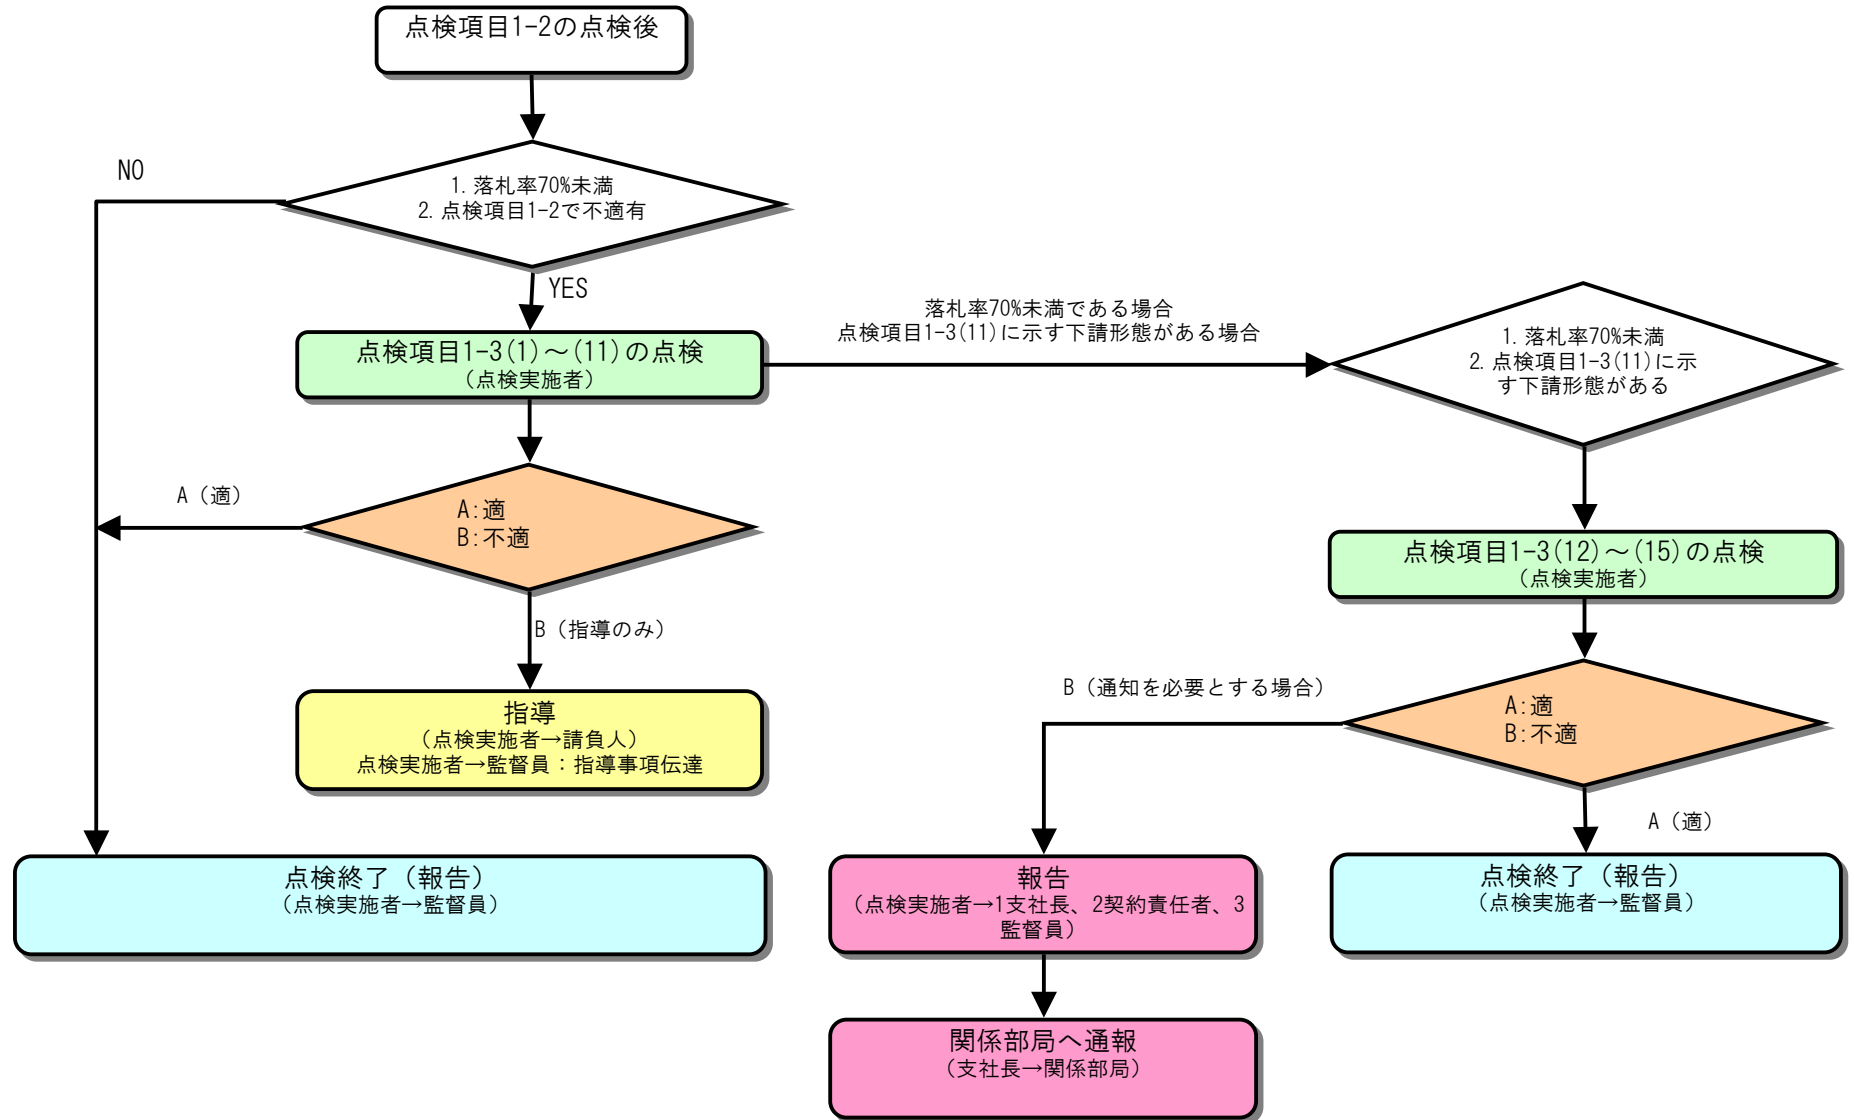 点検項目1-2の点検後
NO
1. 落札率70%未満
2. 点検項目1-2で不適有
YES
点検項目1-3(1)～(11)の点検
（点検実施者）
落札率70%未満である場合
点検項目1-3(11)に示す下請形態がある場合
1. 落札率70%未満
2. 点検項目1-3(11)に示
す下請形態がある
A（適）
A:適
B:不適
B（指導のみ）
指導
（点検実施者→請負人）
点検実施者→監督員：指導事項伝達
点検項目1-3(12)～(15)の点検
（点検実施者）
B（通知を必要とする場合）
A:適
B:不適
A（適）
点検終了（報告）
（点検実施者→監督員）
報告
（点検実施者→1支社長、2契約責任者、3
監督員）
点検終了（報告）
（点検実施者→監督員）
関係部局へ通報
（支社長→関係部局）